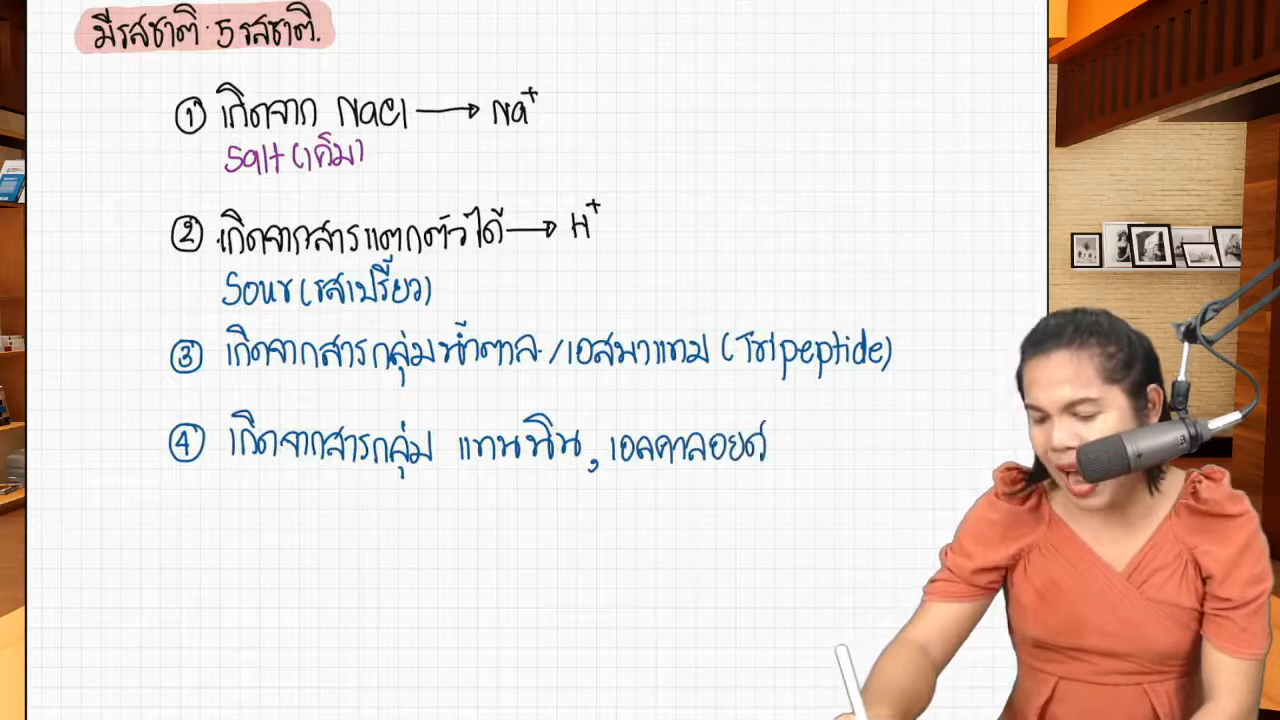 มีรสชาติ 5 รสชาติ.
① เกิดจาก NaCl → Na⁺
Salt (เค็ม)
② เกิดจากสารแตกตัวได้ → H⁺
Sour (รสเปรี้ยว)
③ เกิดจากสารกลุ่มน้ำตาล / เอสพาแทม (Tripeptide)
④ เกิดจากสารกลุ่ม แทนนิน, เอลคาลอยด์